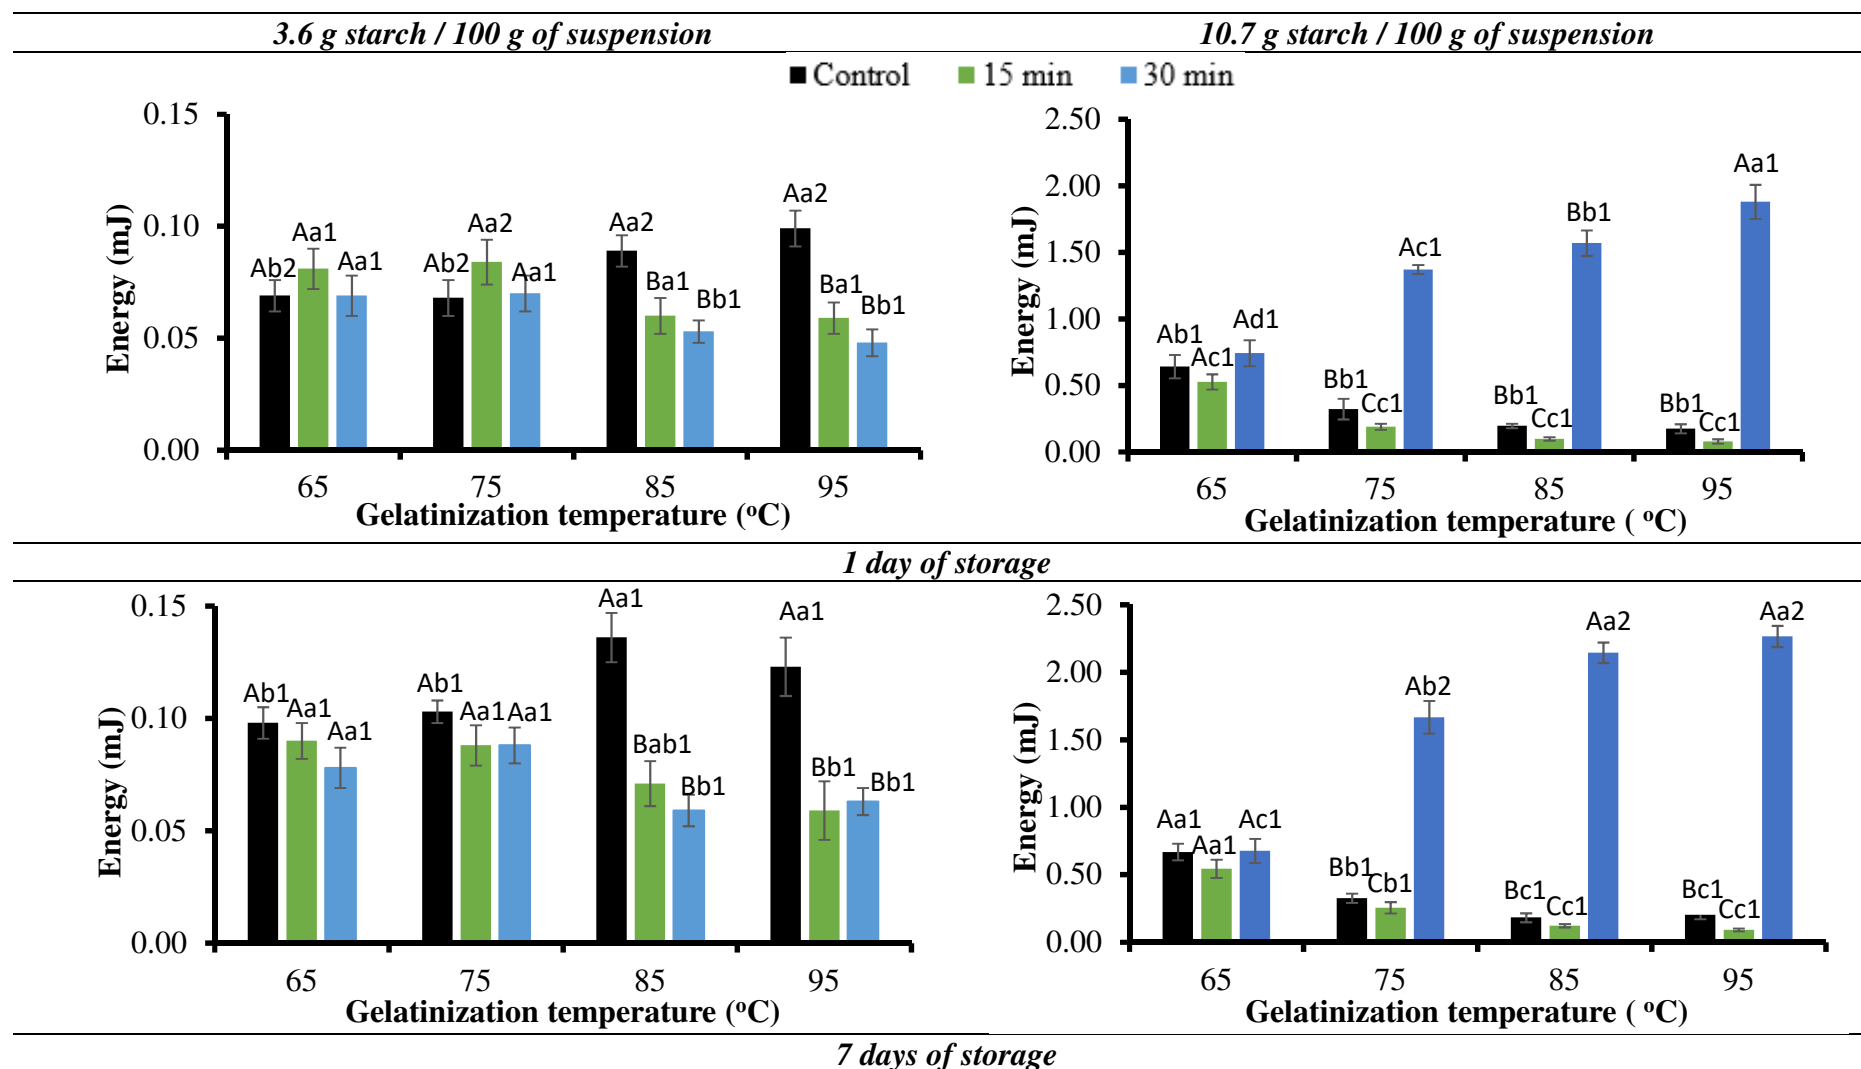 3.6 g starch / 100 g of suspension
10.7 g starch / 100 g of suspension
Control 15 min 30 min
0.15
0.10
0.05
0.00
Energy (mJ)
Ab2 Aa1 Aa1
Ab2 Aa2 Aa1
Aa2 Ba1 Bb1
Aa2 Ba1 Bb1
65 75 85 95
Gelatinization temperature (°C)
2.50
2.00
1.50
1.00
0.50
0.00
Energy (mJ)
Ab1 Ac1 Ad1
Bb1 Cc1 Ac1
Bb1 Cc1 Bb1
Bb1 Cc1 Aa1
65 75 85 95
Gelatinization temperature ( °C)
1 day of storage
0.15
0.10
0.05
0.00
Energy (mJ)
Ab1 Aa1 Aa1
Ab1 Aa1 Aa1
Aa1 Bab1 Bb1
Aa1 Bb1 Bb1
65 75 85 95
Gelatinization temperature (°C)
2.50
2.00
1.50
1.00
0.50
0.00
Energy (mJ)
Aa1 Aa1 Ac1
Bb1 Cb1 Ab2
Bc1 Cc1 Aa2
Bc1 Cc1 Aa2
65 75 85 95
Gelatinization temperature ( °C)
7 days of storage